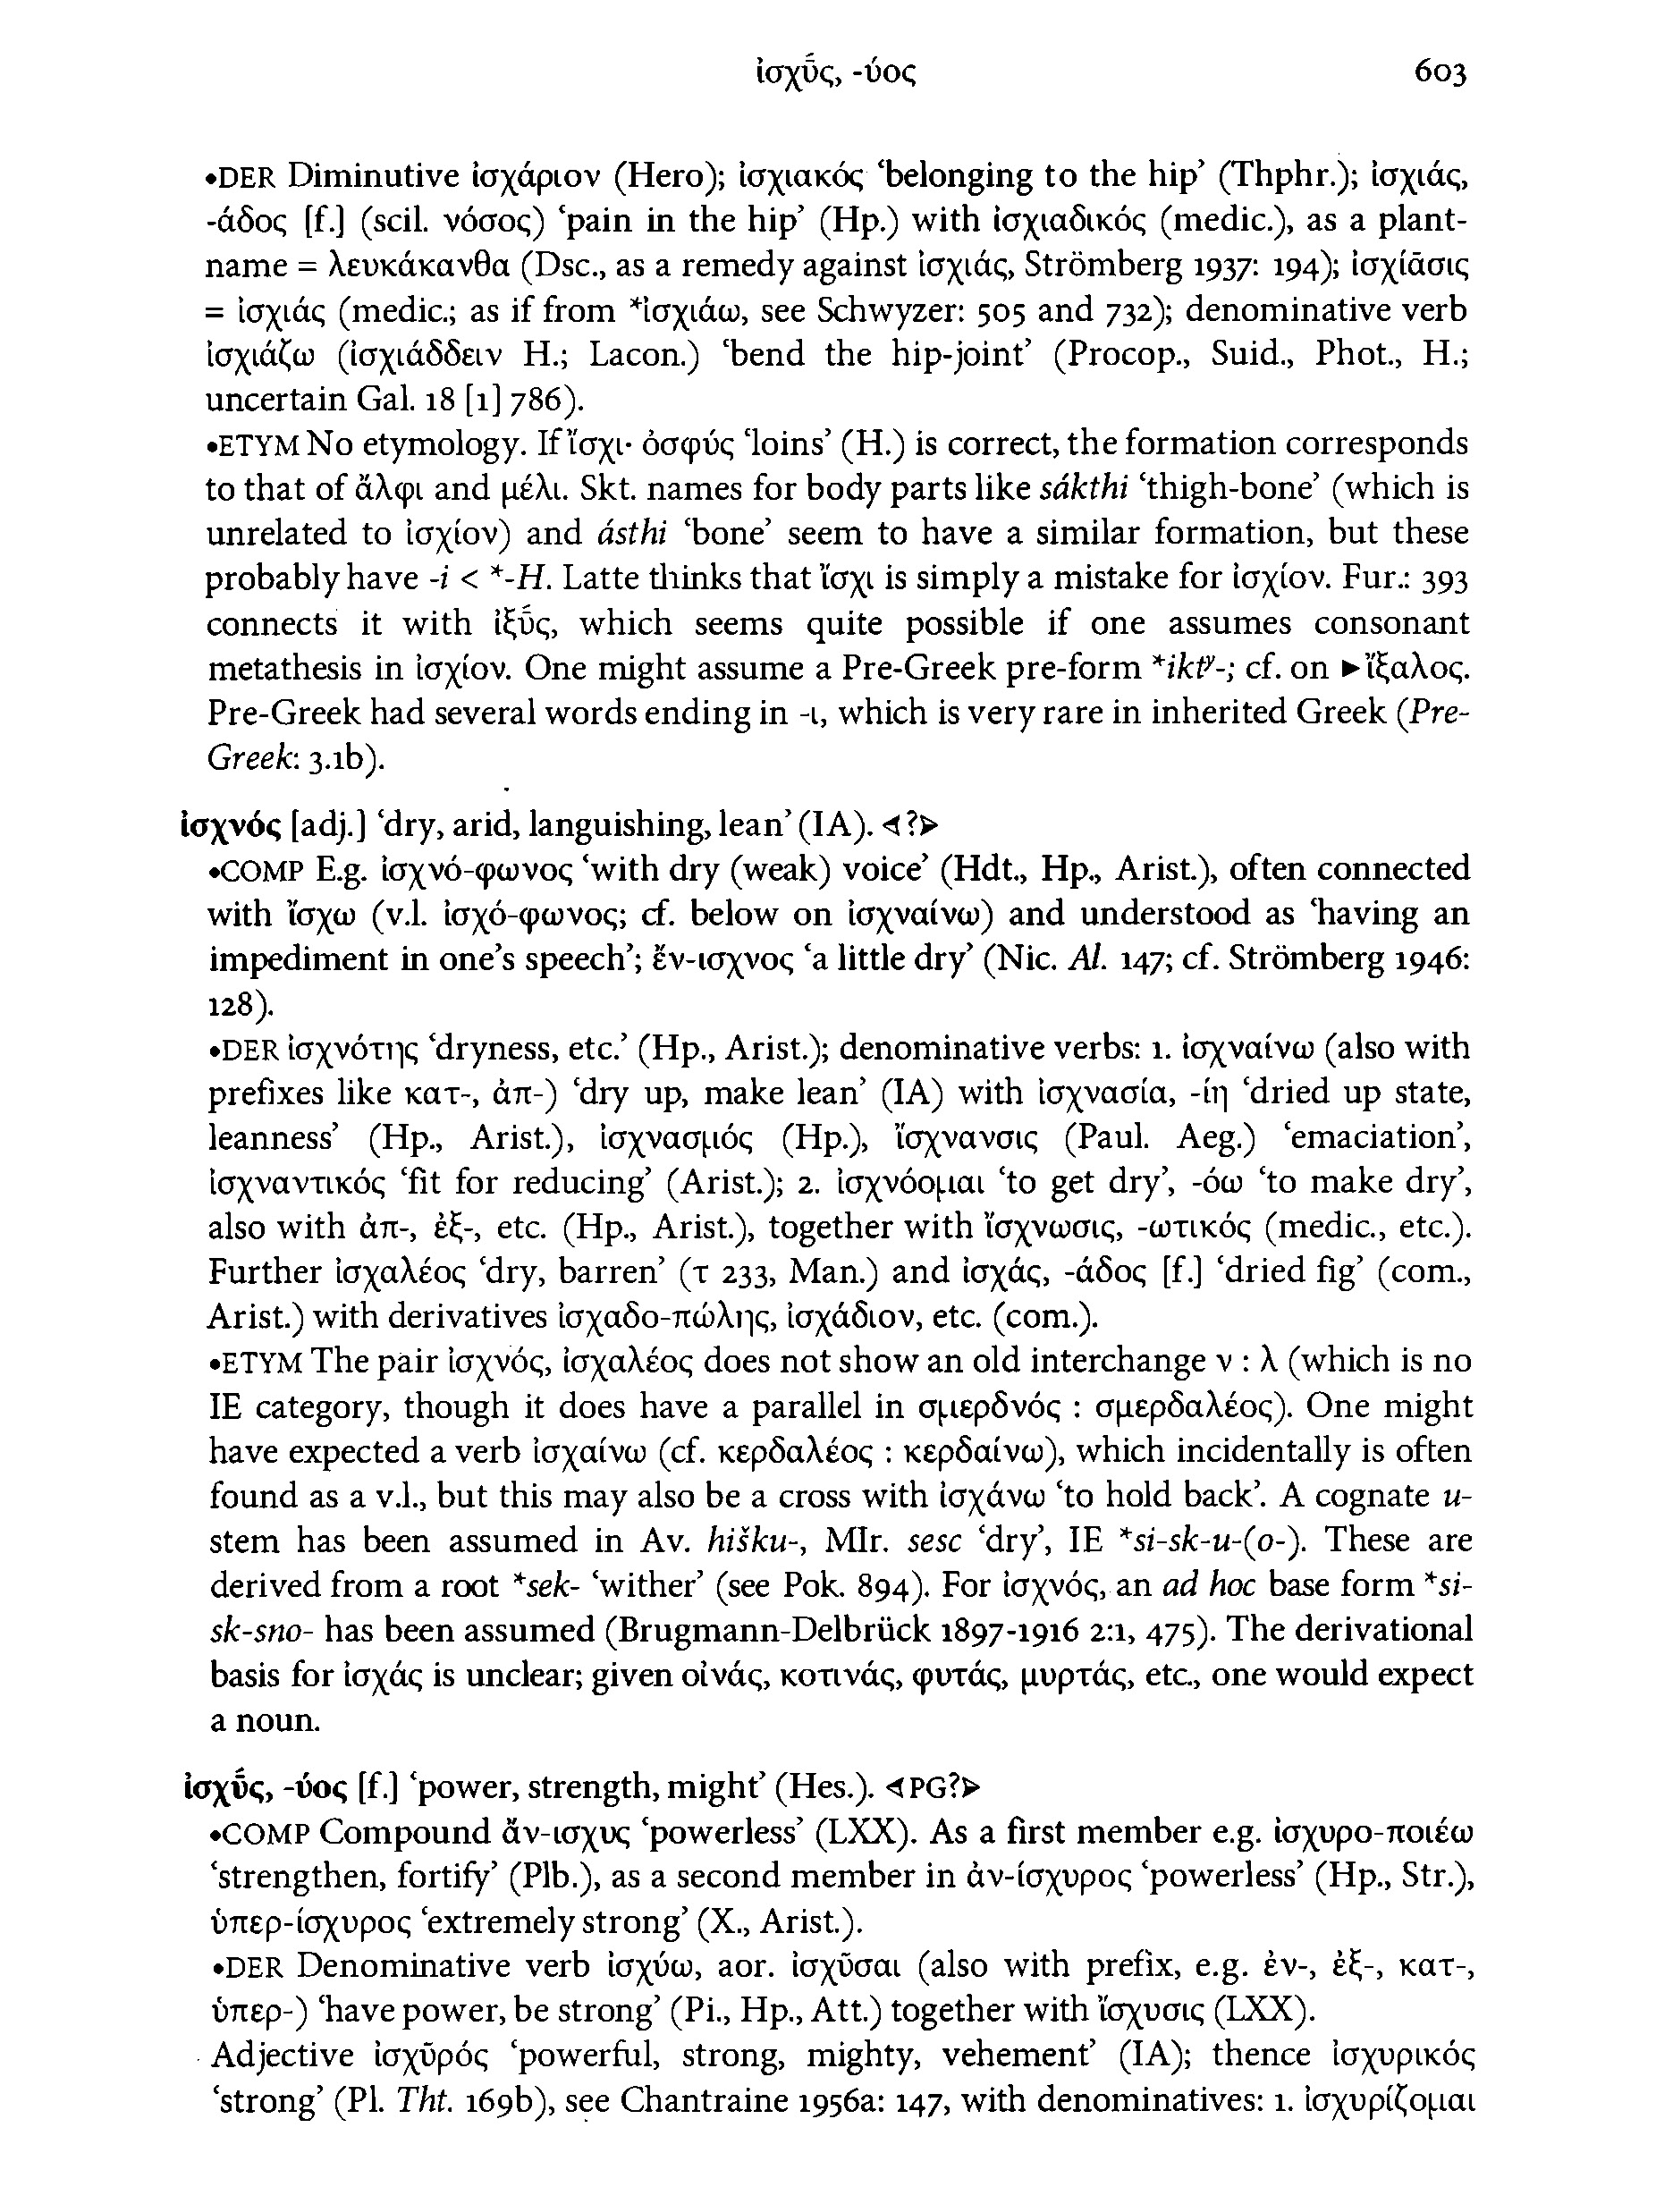 ἰσχῡ́ς, -ύος 603
•DER Diminutive ἰσχάριον (Hero); ἰσχιακός ‘belonging to the hip’ (Thphr.); ἰσχιάς,
-άδος [f.] (scil. νόσος) ‘pain in the hip’ (Hp.) with ἰσχιαδικός (medic.), as a plant-
name = λευκάκανθα (Dsc., as a remedy against ἰσχιάς, Strömberg 1937: 194); ἰσχίᾱσις
= ἰσχιάς (medic.; as if from *ἰσχιάω, see Schwyzer: 505 and 732); denominative verb
ἰσχιάζω (ἰσχιάδδειν H.; Lacon.) ‘bend the hip-joint’ (Procop., Suid., Phot., H.;
uncertain Gal. 18 [1] 786).
•ETYM No etymology. If ἴσχι· ὀσφύς ‘loins’ (H.) is correct, the formation corresponds
to that of ἄλφι and μέλι. Skt. names for body parts like sákthi ‘thigh-bone’ (which is
unrelated to ἰσχίον) and ásthi ‘bone’ seem to have a similar formation, but these
probably have -i < *-H. Latte thinks that ἴσχι is simply a mistake for ἰσχίον. Fur.: 393
connects it with ἰξῡ́ς, which seems quite possible if one assumes consonant
metathesis in ἰσχίον. One might assume a Pre-Greek pre-form *iktʸ-; cf. on ►ἴξαλος.
Pre-Greek had several words ending in -ι, which is very rare in inherited Greek (Pre-
Greek: 3.1b).
ἰσχνός [adj.] ‘dry, arid, languishing, lean’ (IA). ◄?►
•COMP E.g. ἰσχνό-φωνος ‘with dry (weak) voice’ (Hdt., Hp., Arist.), often connected
with ἴσχω (v.l. ἰσχό-φωνος; cf. below on ἰσχναίνω) and understood as ‘having an
impediment in one’s speech’; ἔν-ισχνος ‘a little dry’ (Nic. Al. 147; cf. Strömberg 1946:
128).
•DER ἰσχνότης ‘dryness, etc.’ (Hp., Arist.); denominative verbs: 1. ἰσχναίνω (also with
prefixes like κατ-, ἀπ-) ‘dry up, make lean’ (IA) with ἰσχνασία, -ίη ‘dried up state,
leanness’ (Hp., Arist.), ἰσχνασμός (Hp.), ἴσχνανσις (Paul. Aeg.) ‘emaciation’,
ἰσχναντικός ‘fit for reducing’ (Arist.); 2. ἰσχνόομαι ‘to get dry’, -όω ‘to make dry’,
also with ἀπ-, ἐξ-, etc. (Hp., Arist.), together with ἴσχνωσις, -ωτικός (medic., etc.).
Further ἰσχαλέος ‘dry, barren’ (τ 233, Man.) and ἰσχάς, -άδος [f.] ‘dried fig’ (com.,
Arist.) with derivatives ἰσχαδο-πώλης, ἰσχάδιον, etc. (com.).
•ETYM The pair ἰσχνός, ἰσχαλέος does not show an old interchange ν : λ (which is no
IE category, though it does have a parallel in σμερδνός : σμερδαλέος). One might
have expected a verb ἰσχαίνω (cf. κερδαλέος : κερδαίνω), which incidentally is often
found as a v.l., but this may also be a cross with ἰσχάνω ‘to hold back’. A cognate u-
stem has been assumed in Av. hišku-, MIr. sesc ‘dry’, IE *si-sk-u-(o-). These are
derived from a root *sek- ‘wither’ (see Pok. 894). For ἰσχνός, an ad hoc base form *si-
sk-sno- has been assumed (Brugmann-Delbrück 1897-1916 2:1, 475). The derivational
basis for ἰσχάς is unclear; given οἰνάς, κοτινάς, φυτάς, μυρτάς, etc., one would expect
a noun.
ἰσχῡ́ς, -ύος [f.] ‘power, strength, might’ (Hes.). ◄PG?►
•COMP Compound ἄν-ισχυς ‘powerless’ (LXX). As a first member e.g. ἰσχυρο-ποιέω
‘strengthen, fortify’ (Plb.), as a second member in ἀν-ίσχυρος ‘powerless’ (Hp., Str.),
ὑπερ-ίσχυρος ‘extremely strong’ (X., Arist.).
•DER Denominative verb ἰσχύω, aor. ἰσχῦσαι (also with prefix, e.g. ἐν-, ἐξ-, κατ-,
ὑπερ-) ‘have power, be strong’ (Pi., Hp., Att.) together with ἴσχυσις (LXX).
Adjective ἰσχῡρός ‘powerful, strong, mighty, vehement’ (IA); thence ἰσχυρικός
‘strong’ (Pl. Tht. 169b), see Chantraine 1956a: 147, with denominatives: 1. ἰσχυρίζομαι